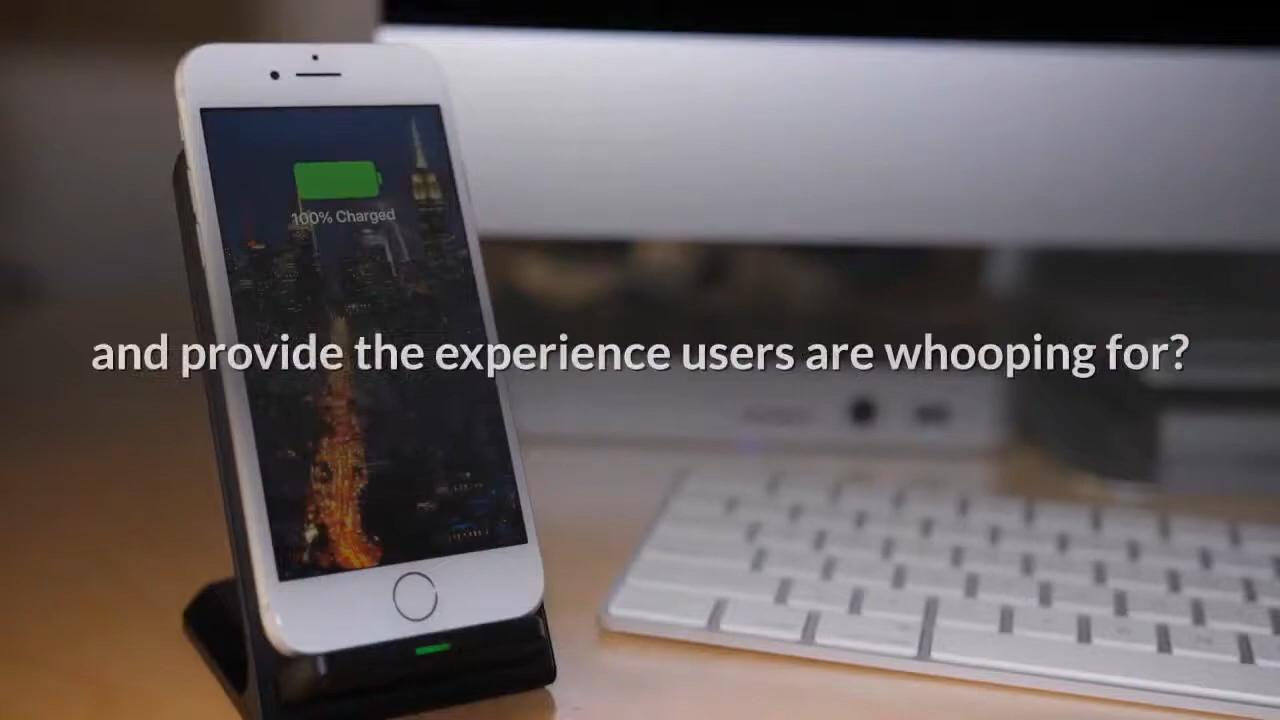 100% Charged
and provide the experience users are whooping for?